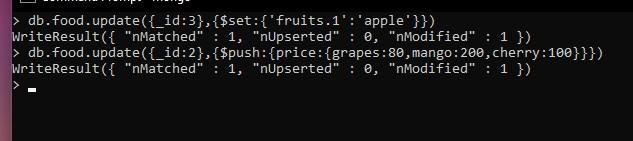 > db.food.update({_id:3},{$set:{'fruits.1':'apple'}})
WriteResult({ "nMatched" : 1, "nUpserted" : 0, "nModified" : 1 })
> db.food.update({_id:2},{$push:{price:{grapes:80,mango:200,cherry:100}}})
WriteResult({ "nMatched" : 1, "nUpserted" : 0, "nModified" : 1 })
>